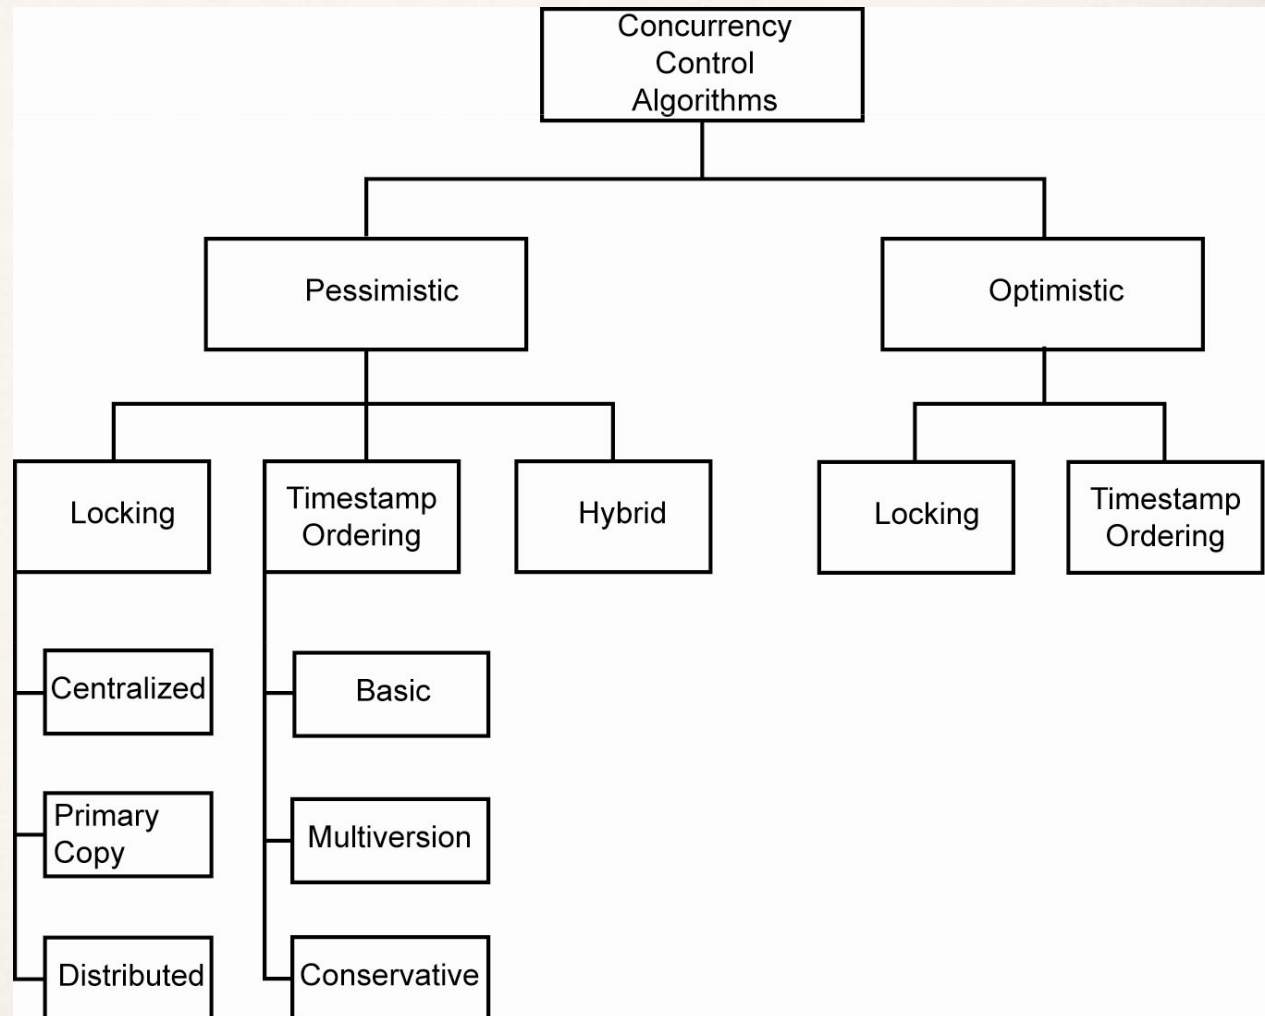 Concurrency
Control
Algorithms
Pessimistic
Optimistic
Locking
Timestamp
Ordering
Hybrid
Locking
Timestamp
Ordering
Centralized
Basic
Primary
Copy
Multiversion
Distributed
Conservative